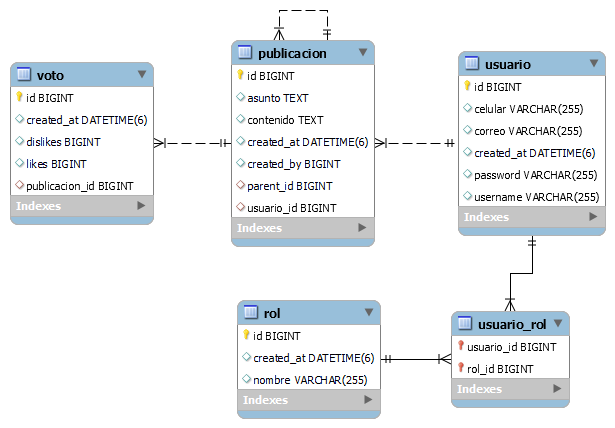 voto
id BIGINT
created_at DATETIME(6)
dislikes BIGINT
likes BIGINT
publicacion_id BIGINT
Indexes
publicacion
id BIGINT
asunto TEXT
contenido TEXT
created_at DATETIME(6)
created_by BIGINT
parent_id BIGINT
usuario_id BIGINT
Indexes
usuario
id BIGINT
celular VARCHAR(255)
correo VARCHAR(255)
created_at DATETIME(6)
password VARCHAR(255)
username VARCHAR(255)
Indexes
rol
id BIGINT
created_at DATETIME(6)
nombre VARCHAR(255)
Indexes
usuario_rol
usuario_id BIGINT
rol_id BIGINT
Indexes